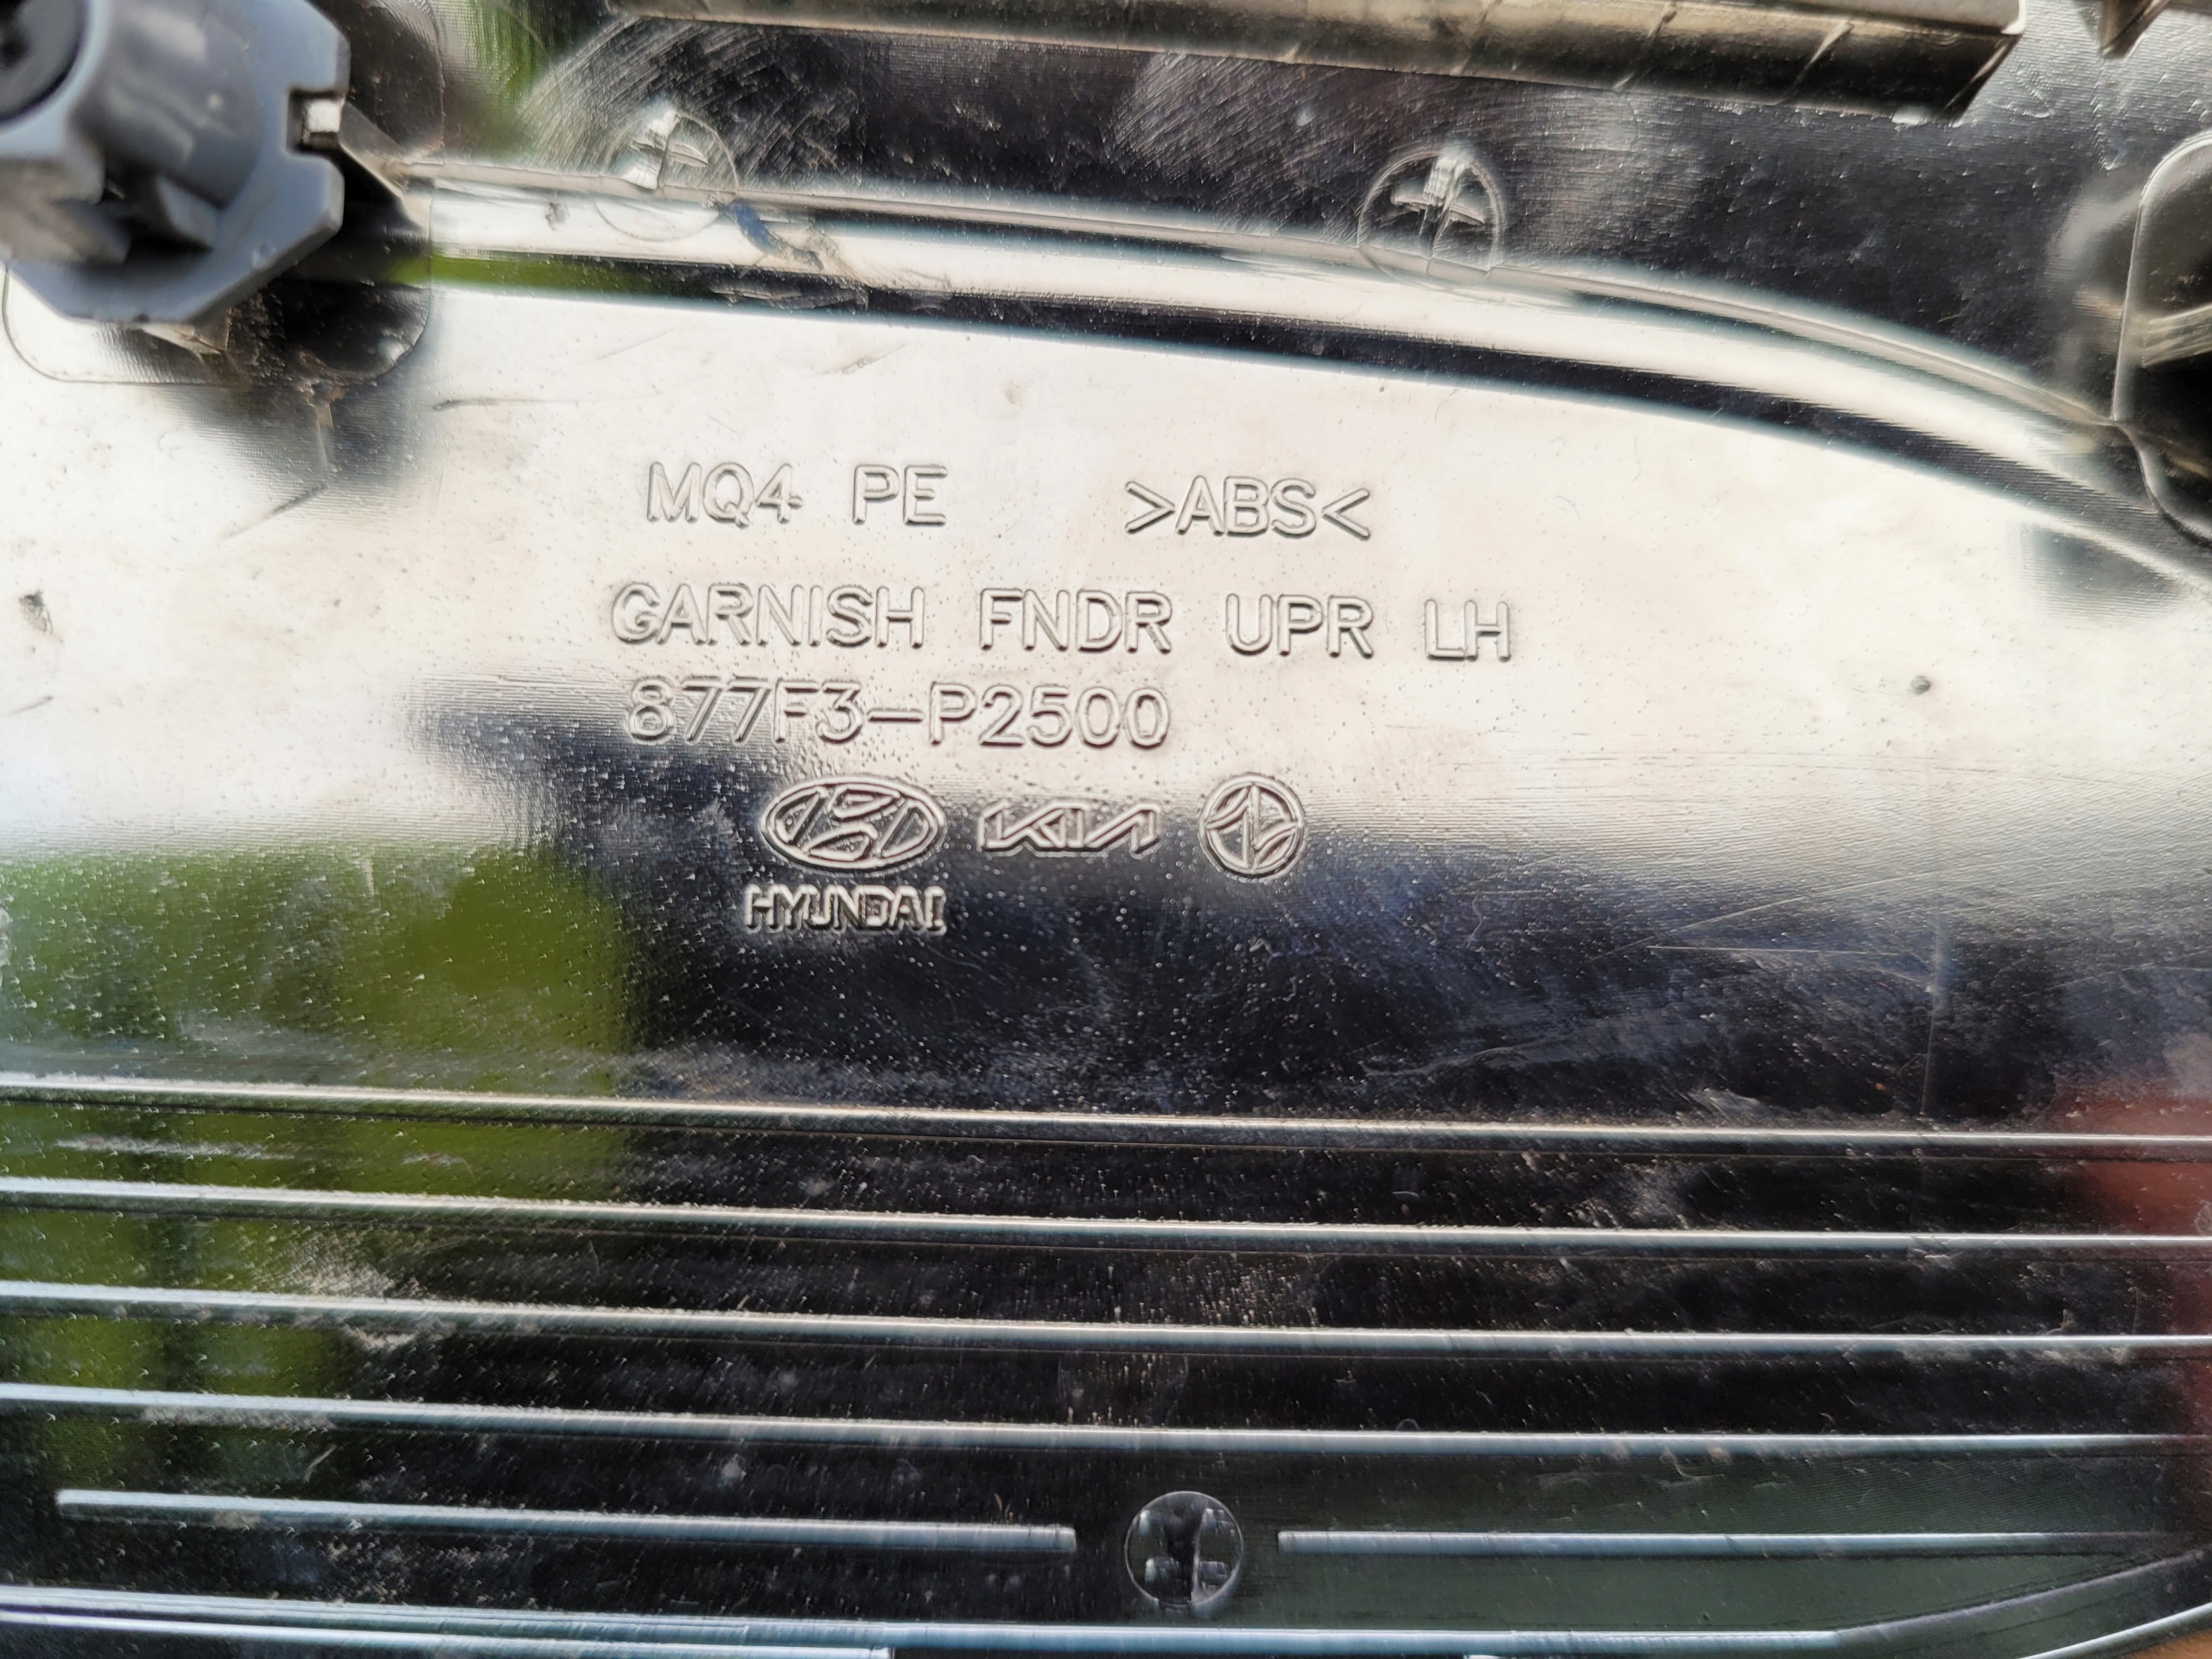 MQ4 PE >ABS<
GARNISH FNDR UPR LH
877F3-P2500
KIA
HYUNDAI